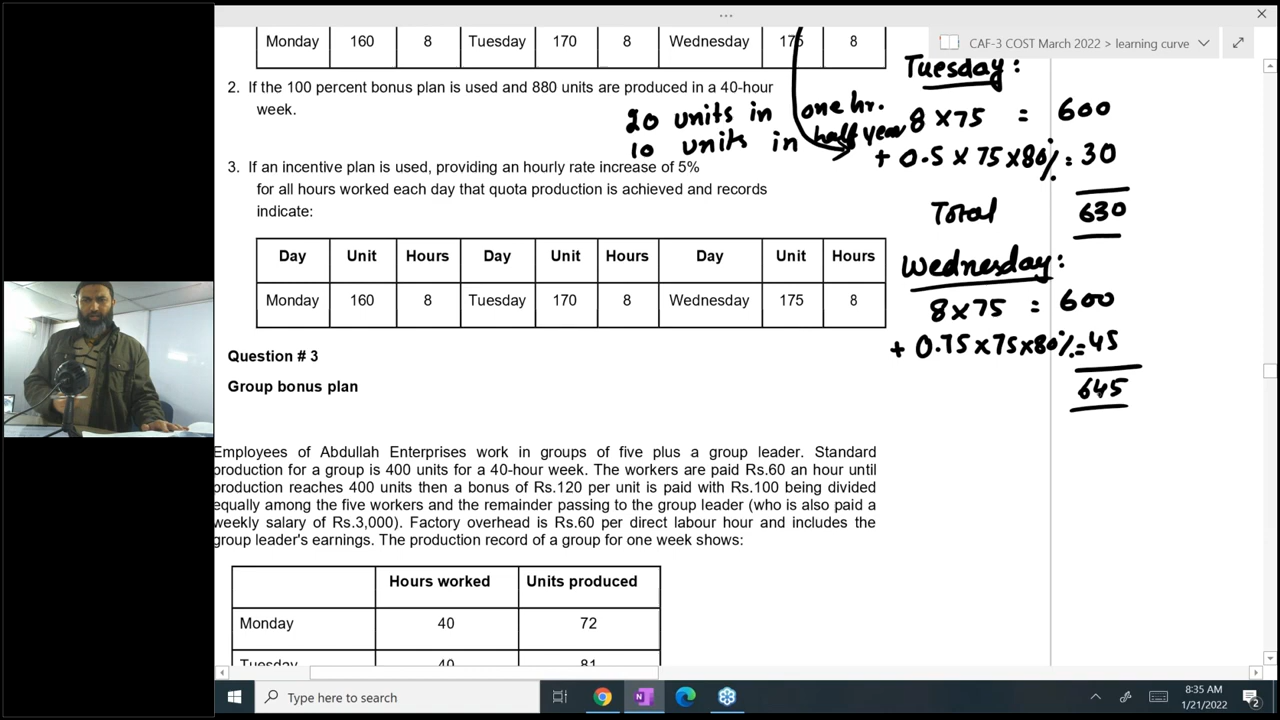 CAF-3 COST March 2022 > learning curve
Monday 160 8 Tuesday 170 8 Wednesday 175 8
Tuesday :
2. If the 100 percent bonus plan is used and 880 units are produced in a 40-hour
week.
20 units in one hr.
10 units in half year
8 x 75 = 600
+ 0.5 x 75 x 80% = 30
Total 630
3. If an incentive plan is used, providing an hourly rate increase of 5%
for all hours worked each day that quota production is achieved and records
indicate:
Day Unit Hours Day Unit Hours Day Unit Hours
Monday 160 8 Tuesday 170 8 Wednesday 175 8
Wednesday :
8 x 75 = 600
+ 0.75 x 75 x 80% = 45
645
Question # 3
Group bonus plan
Employees of Abdullah Enterprises work in groups of five plus a group leader. Standard
production for a group is 400 units for a 40-hour week. The workers are paid Rs.60 an hour until
production reaches 400 units then a bonus of Rs.120 per unit is paid with Rs.100 being divided
equally among the five workers and the remainder passing to the group leader (who is also paid a
weekly salary of Rs.3,000). Factory overhead is Rs.60 per direct labour hour and includes the
group leader's earnings. The production record of a group for one week shows:
Hours worked Units produced
Monday 40 72
Tuesday 40 81
Type here to search
8:35 AM
1/21/2022
2